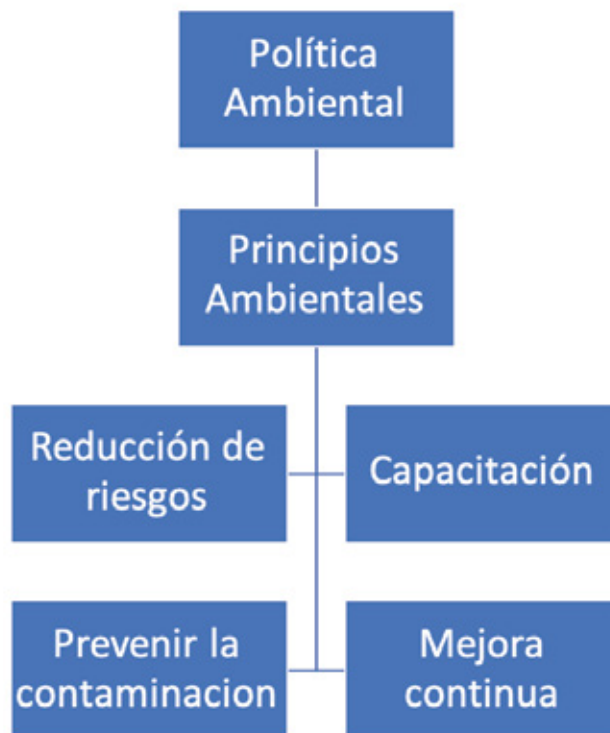 Política
Ambiental
Principios
Ambientales
Reducción de
riesgos
Capacitación
Prevenir la
contaminacion
Mejora
continua